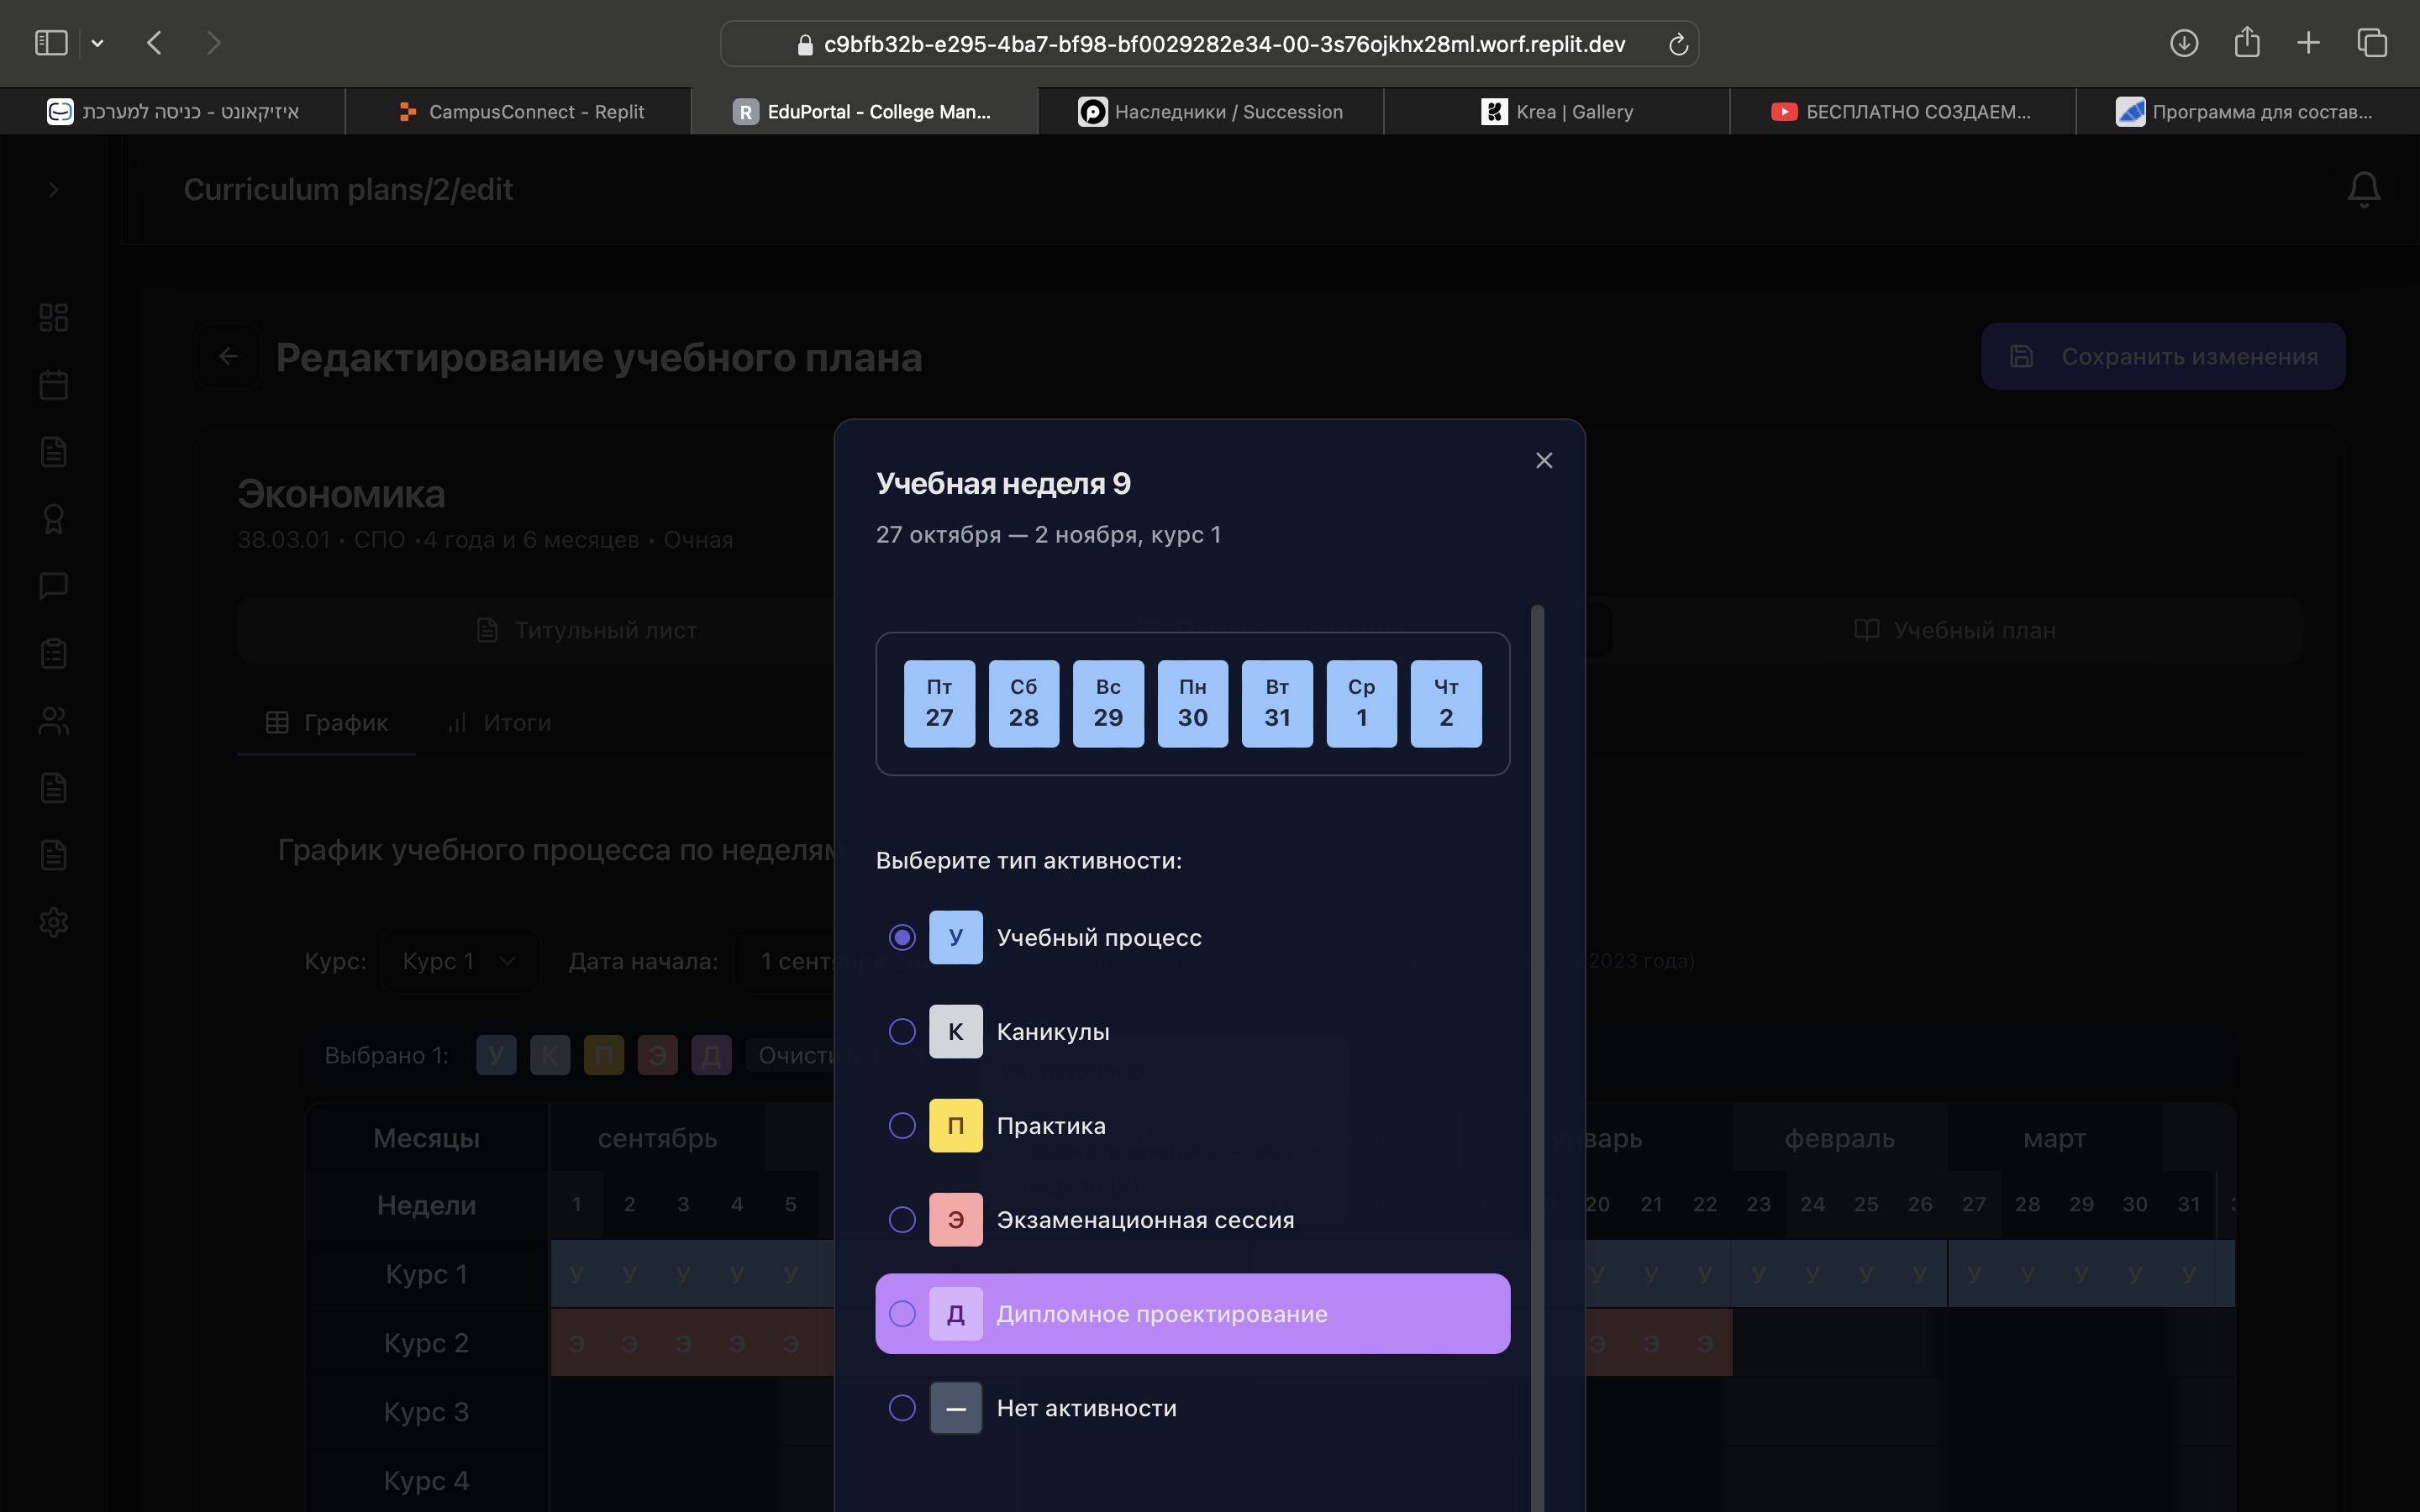 c9bfb32b-e295-4ba7-bf98-bf0029282e34-00-3s76ojkhx28ml.worf.replit.dev
איזיקאונט - כניסה למערכת
CampusConnect - Replit
R EduPortal - College Man...
Наследники / Succession
Krea | Gallery
БЕСПЛАТНО СОЗДАЕМ...
Программа для состав...
Curriculum plans/2/edit
Редактирование учебного плана
Сохранить изменения
Экономика
38.03.01 • СПО •4 года и 6 месяцев • Очная
Титульный лист
Учебный план
График
Итоги
График учебного процесса по неделям
Курс: Курс 1 Дата начала: 1 сент
2023 года)
Выбрано 1: У К П Э Д Очисти
Месяцы сентябрь
варь февраль март
Недели 1 2 3 4 5
20 21 22 23 24 25 26 27 28 29 30 31
Курс 1 У У У У У
У У У У У У У У У У У У
Курс 2 Э Э Э Э Э
Э Э Э
Курс 3
Курс 4
Учебная неделя 9
27 октября — 2 ноября, курс 1
Пт Сб Вс Пн Вт Ср Чт
27 28 29 30 31 1 2
Выберите тип активности:
У Учебный процесс
К Каникулы
П Практика
Э Экзаменационная сессия
Д Дипломное проектирование
— Нет активности